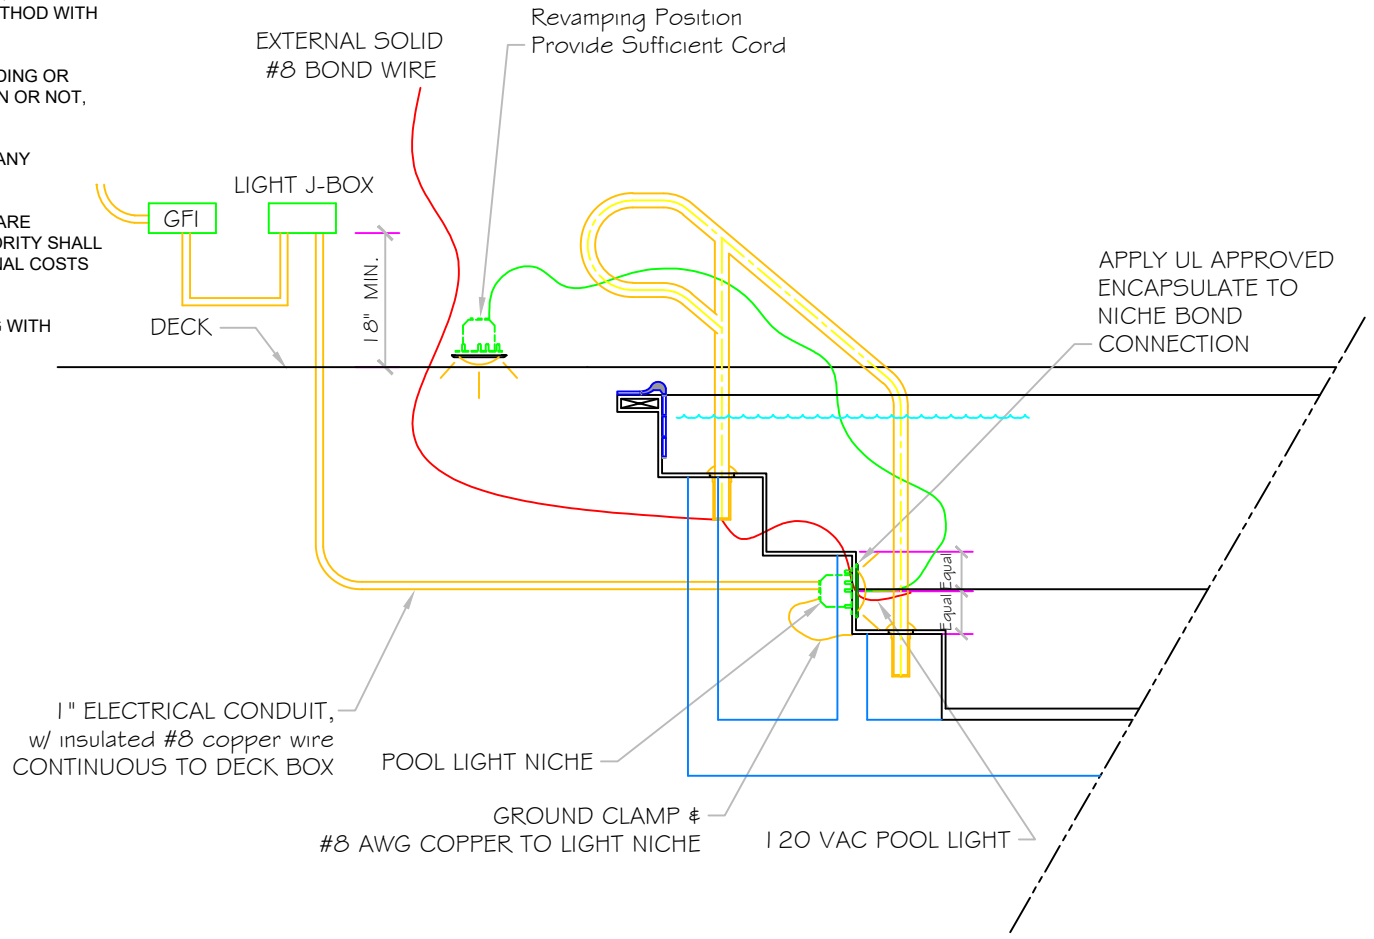 THOD WITH
DING OR
N OR NOT,
ANY
ARE
ORITY SHALL
NAL COSTS
G WITH
EXTERNAL SOLID
#8 BOND WIRE
Revamping Position
Provide Sufficient Cord
LIGHT J-BOX
GFI
18" MIN.
DECK
APPLY UL APPROVED
ENCAPSULATE TO
NICHE BOND
CONNECTION
Equal
Equal
1" ELECTRICAL CONDUIT,
w/ insulated #8 copper wire
CONTINUOUS TO DECK BOX
POOL LIGHT NICHE
GROUND CLAMP &
#8 AWG COPPER TO LIGHT NICHE
120 VAC POOL LIGHT